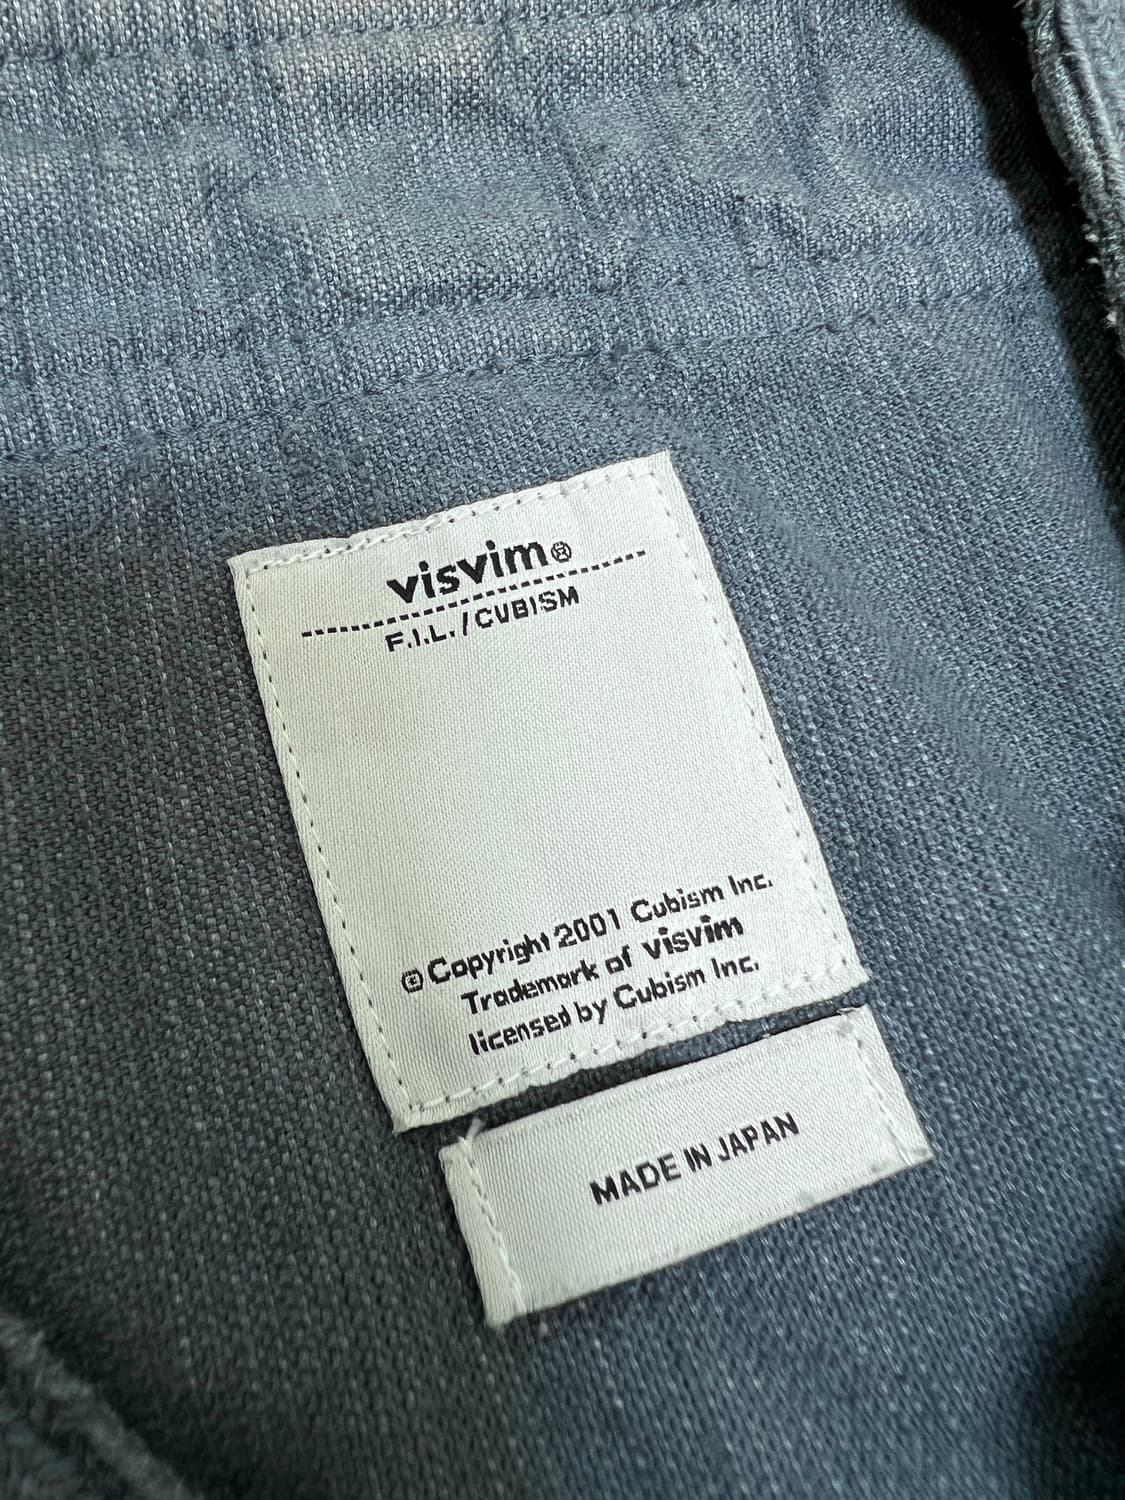 visvim®
F.I.L./CUBISM
© Copyright 2001 Cubism Inc.
Trademark of visvim
licensed by Cubism Inc.
MADE IN JAPAN